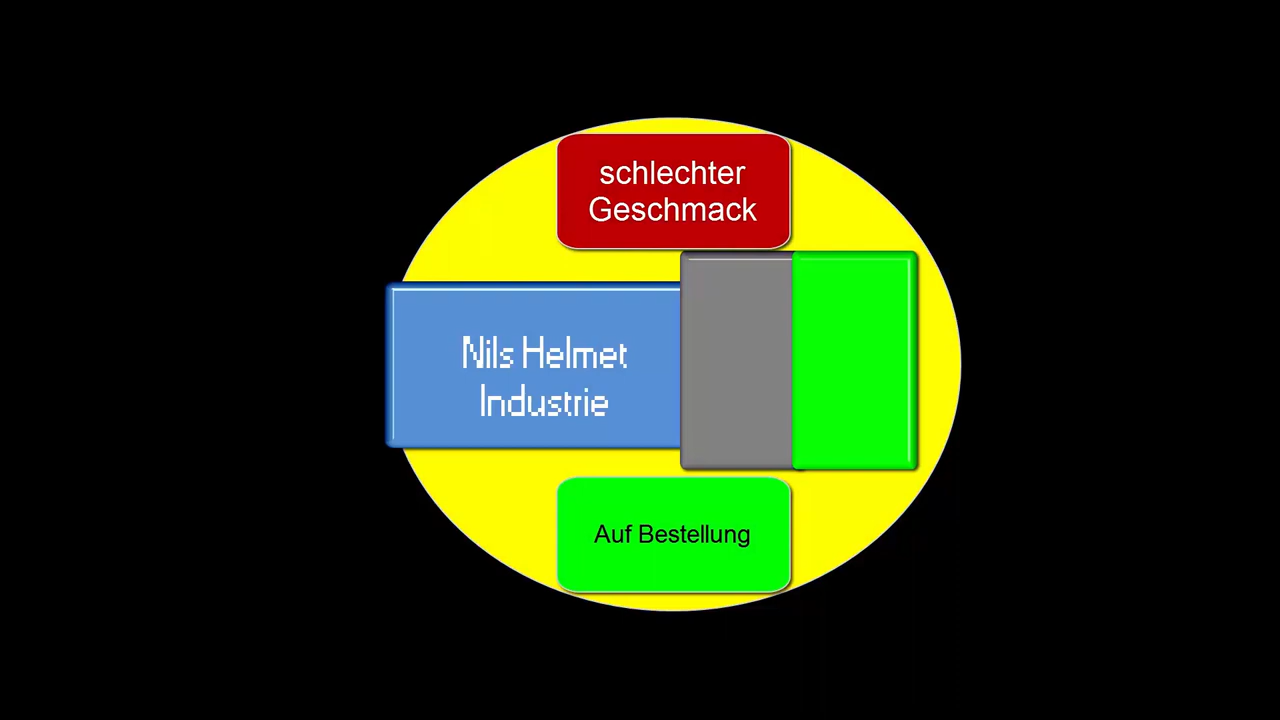 schlechter
Geschmack
Nils Helmet
Industrie
Auf Bestellung